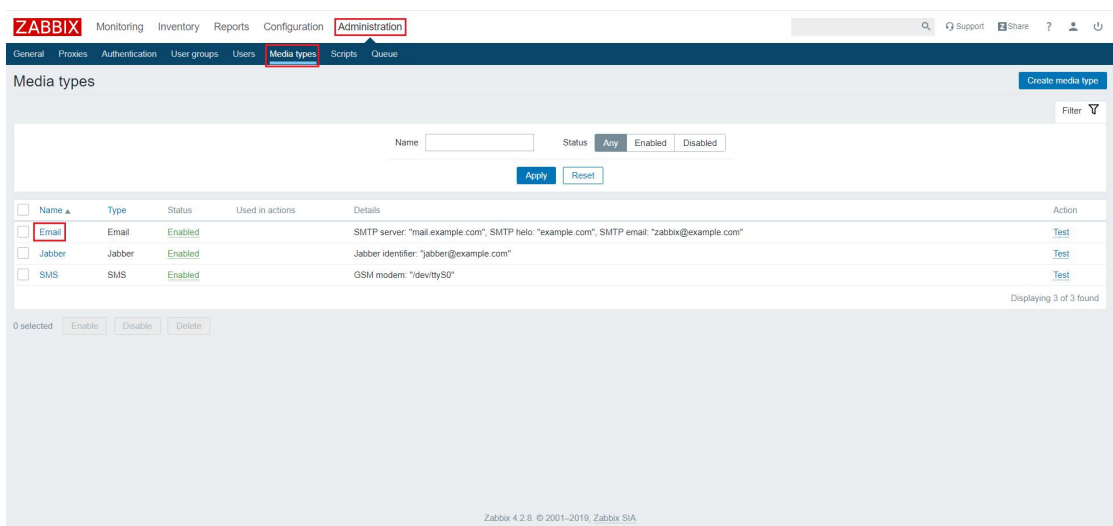 ZABBIX Monitoring Inventory Reports Configuration Administration Support Z Share ?
General Proxies Authentication User groups Users Media types Scripts Queue
Media types Create media type
Filter
Name Status Any Enabled Disabled
Apply Reset
Name Type Status Used in actions Details Action
Email Email Enabled SMTP server: "mail.example.com", SMTP helo: "example.com", SMTP email: "zabbix@example.com" Test
Jabber Jabber Enabled Jabber identifier: "jabber@example.com" Test
SMS SMS Enabled GSM modem: "/dev/ttyS0" Test
Displaying 3 of 3 found
0 selected Enable Disable Delete
Zabbix 4.2.8. © 2001–2019, Zabbix SIA